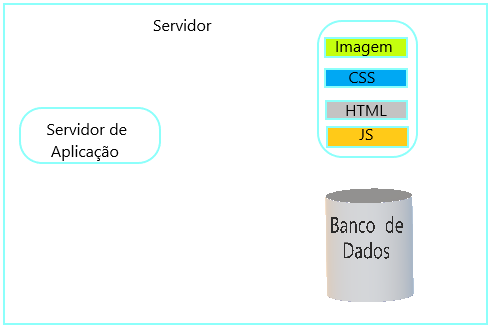 Servidor
Servidor de
Aplicação
Imagem
CSS
HTML
JS
Banco de
Dados